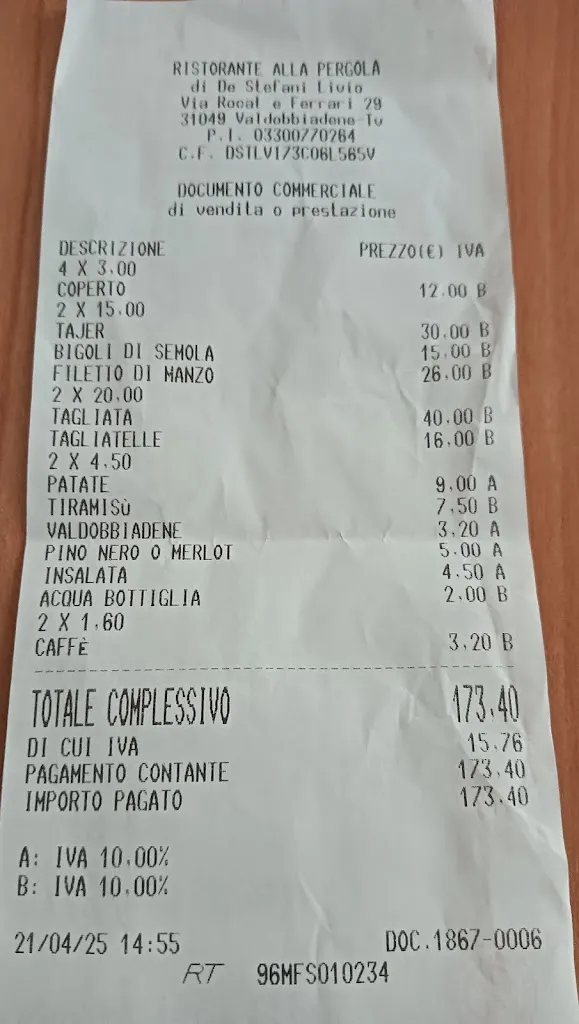 RISTORANTE ALLA PERGOLA
di De Stefani Livio
Via Rocat e Ferrari 29
31049 Valdobbiadene Tv
P.I. 03300770264
C.F. DSTLVI73C06L565V
DOCUMENTO COMMERCIALE
di vendita o prestazione
DESCRIZIONE PREZZO(€) IVA
4 X 3,00
COPERTO 12,00 B
2 X 15,00
TAJER 30,00 B
BIGOLI DI SEMOLA 15,00 B
FILETTO DI MANZO 26,00 B
2 X 20,00
TAGLIATA 40,00 B
TAGLIATELLE 16,00 B
2 X 4,50
PATATE 9,00 A
TIRAMISÙ 7,50 B
VALDOBBIADENE 3,20 A
PINO NERO O MERLOT 5,00 A
INSALATA 4,50 A
ACQUA BOTTIGLIA 2,00 B
2 X 1,60
CAFFÈ 3,20 B
TOTALE COMPLESSIVO 173,40
DI CUI IVA 15,76
PAGAMENTO CONTANTE 173,40
IMPORTO PAGATO 173,40
A: IVA 10,00%
B: IVA 10,00%
21/04/25 14:55 DOC.1867-0006
RT 96MFS010234